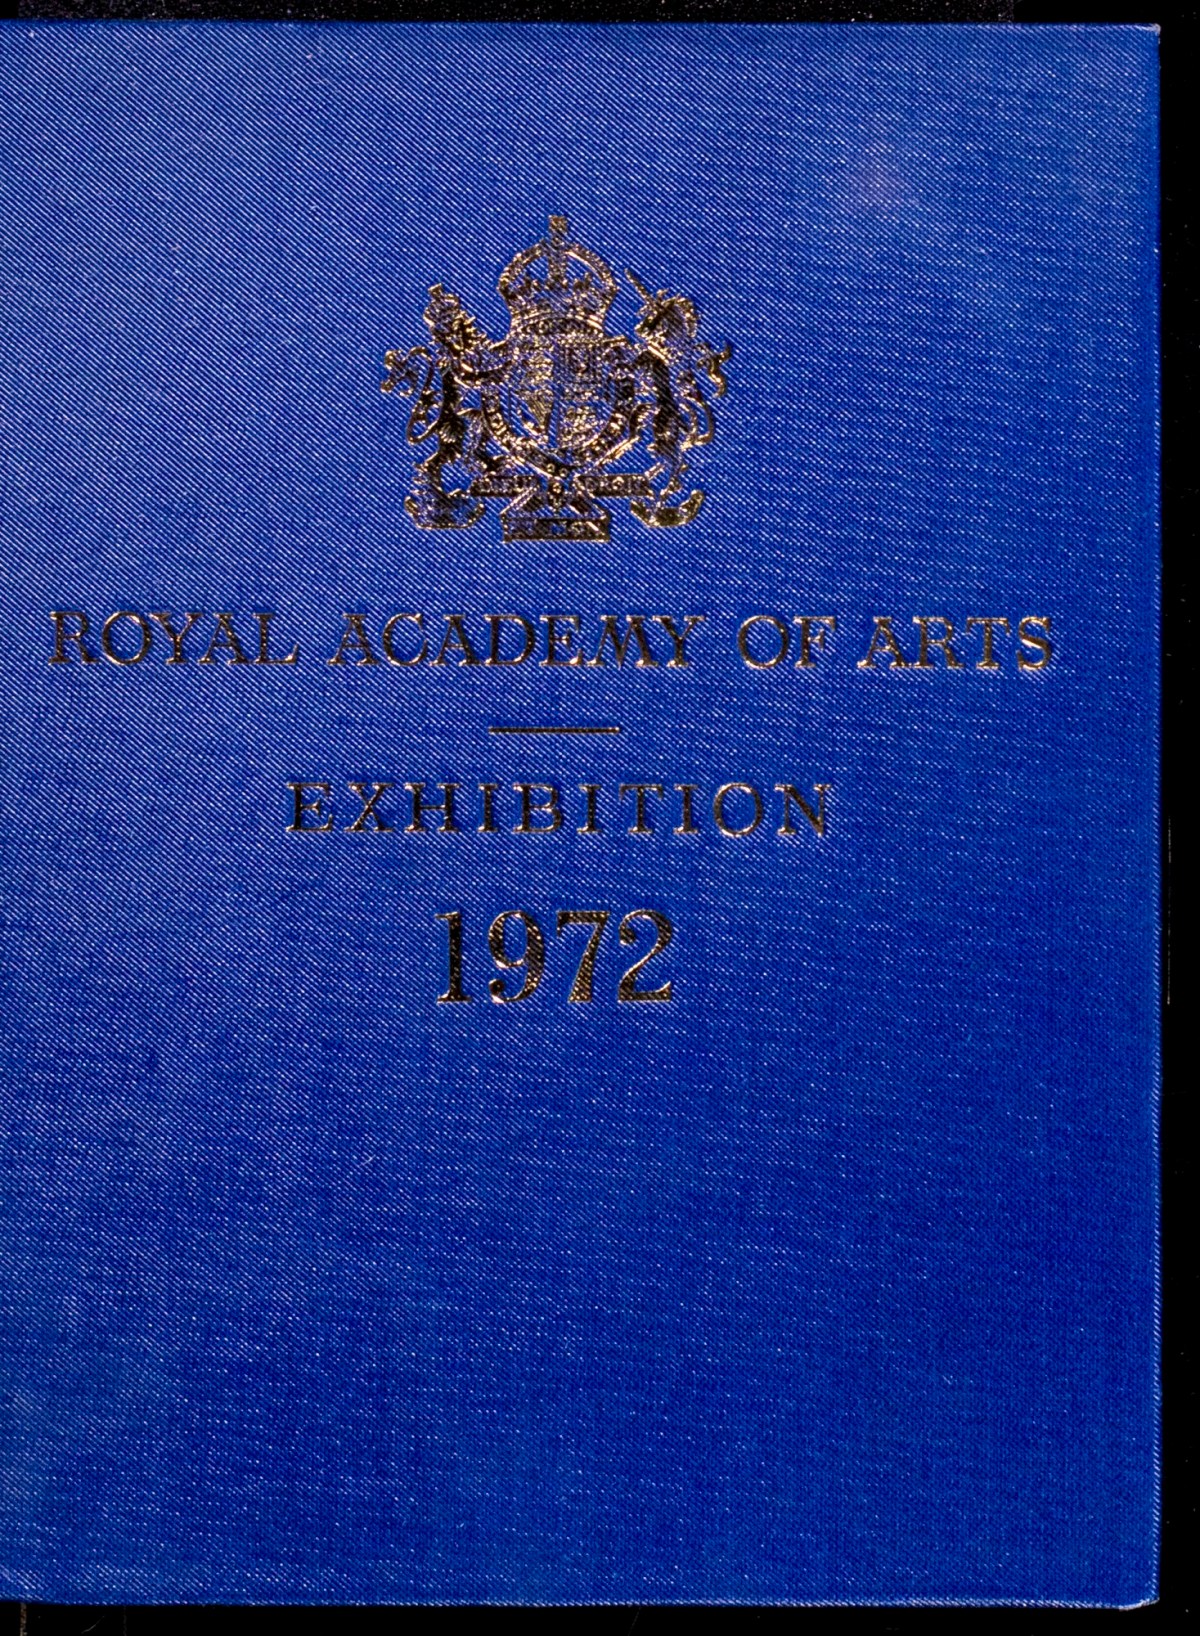 ROYAL ACADEMY OF ARTS
EXHIBITION
1972